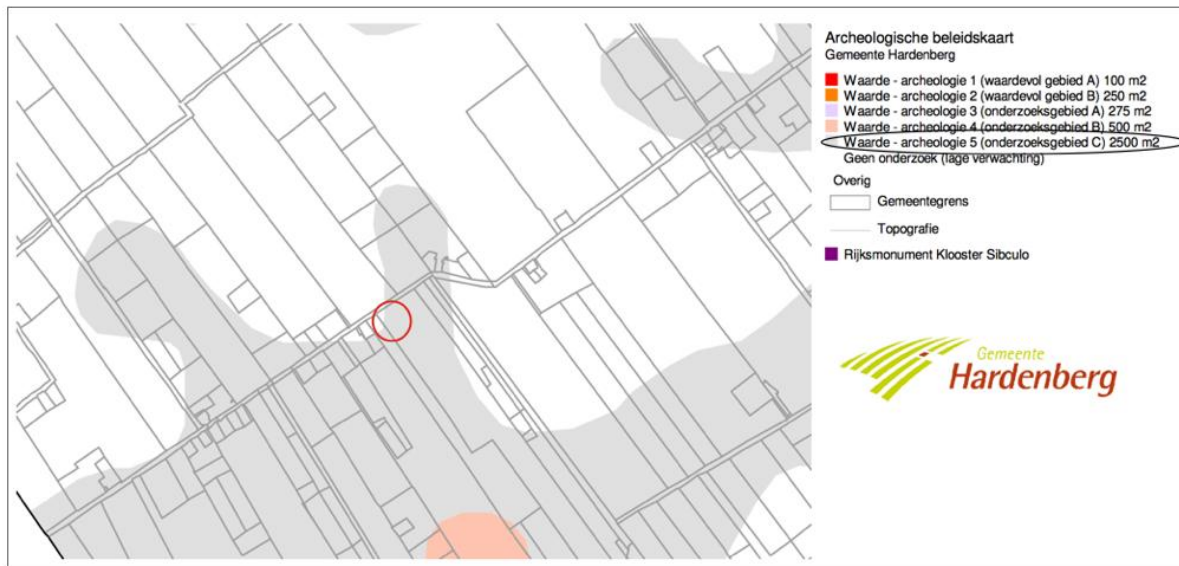 Archeologische beleidskaart
Gemeente Hardenberg
Waarde - archeologie 1 (waardevol gebied A) 100 m2
Waarde - archeologie 2 (waardevol gebied B) 250 m2
Waarde - archeologie 3 (onderzoeksgebied A) 275 m2
Waarde - archeologie 4 (onderzoeksgebied B) 500 m2
Waarde - archeologie 5 (onderzoeksgebied C) 2500 m2
Geen onderzoek (lage verwachting)
Overig
Gemeentegrens
Topografie
Rijksmonument Klooster Sibculo
Gemeente
Hardenberg